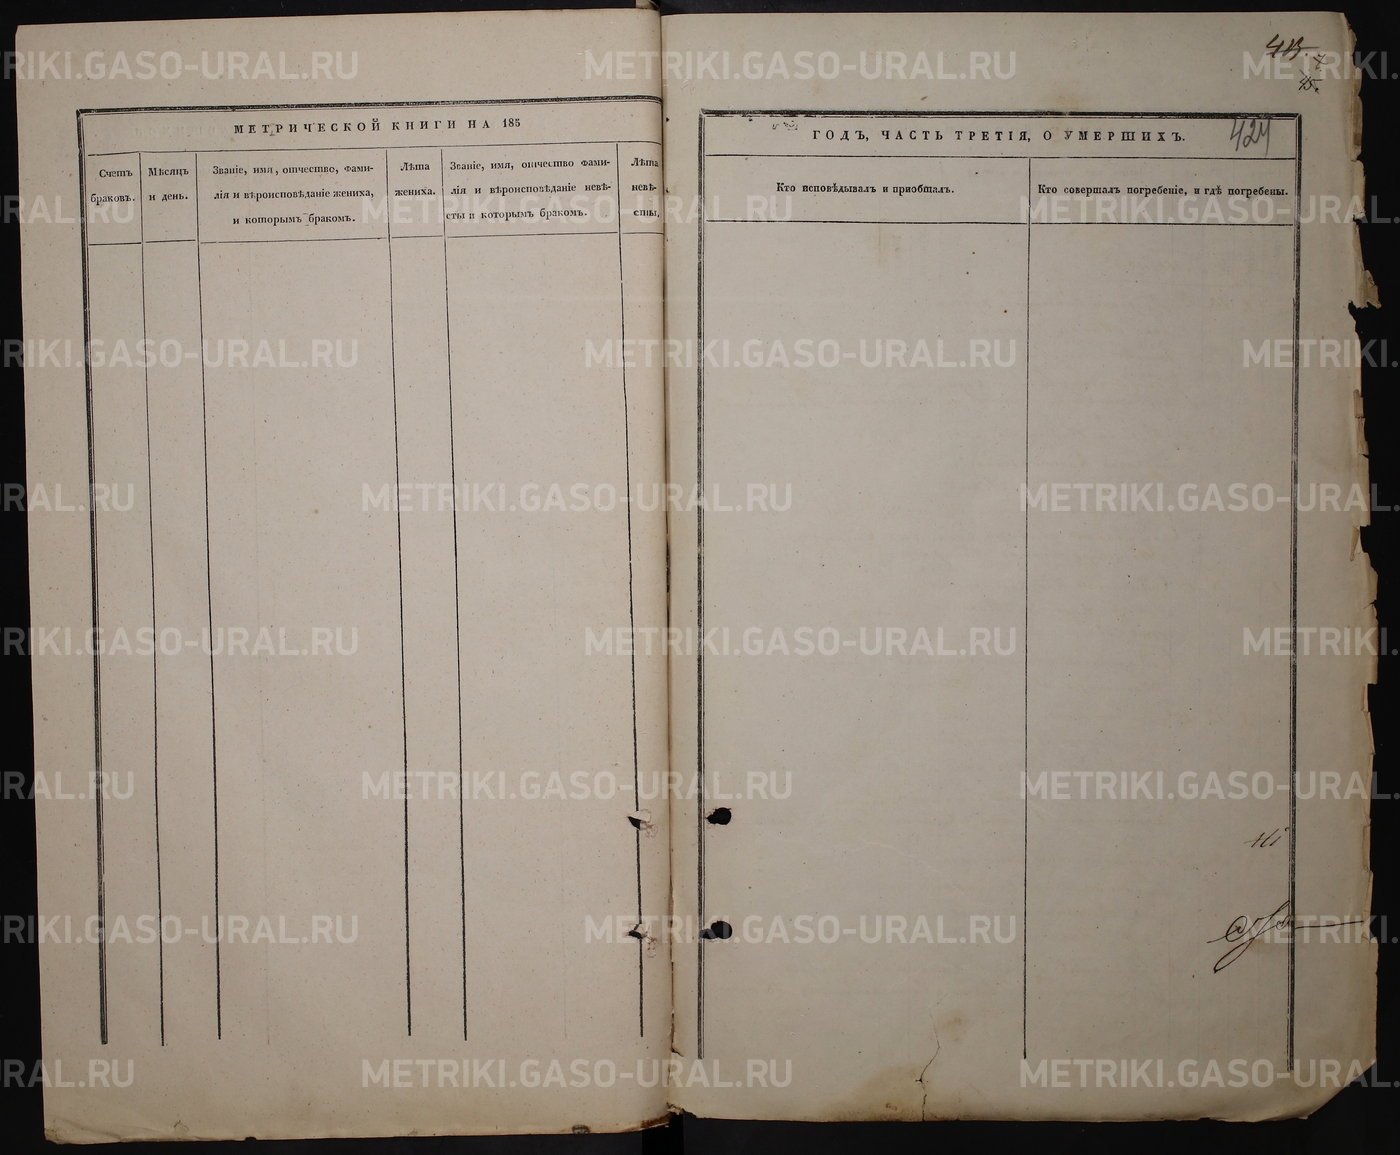 МЕТРИЧЕСКОЙ КНИГИ НА 185
Счетъ браковъ.
Мѣсяцъ и день.
Званіе, имя, отчество, фами-
лія и вѣроисповѣданіе жениха,
и которымъ бракомъ.
Лѣта жениха.
Званіе, имя, отчество фами-
лія и вѣроисповѣданіе невѣ-
сты и которымъ бракомъ.
Лѣта
невѣ-
сты,
424
ГОДЪ, ЧАСТЬ ТРЕТІЯ, О УМЕРШИХЪ.
Кто исповѣдывалъ и приобщалъ.
Кто совершалъ погребеніе, и гдѣ погребены.
METRIKI.GASO-URAL.RU